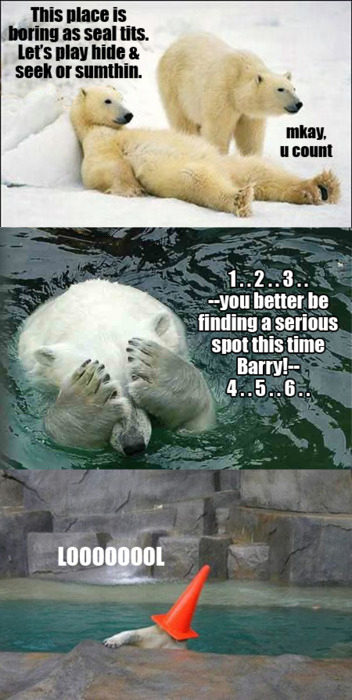 This place is
boring as seal tits.
Let's play hide &
seek or sumthin.
mkay,
u count
1 . . 2 . . 3 . .
--you better be
finding a serious
spot this time
Barry!--
4 . . 5 . . 6 . .
LOOOOOOOL